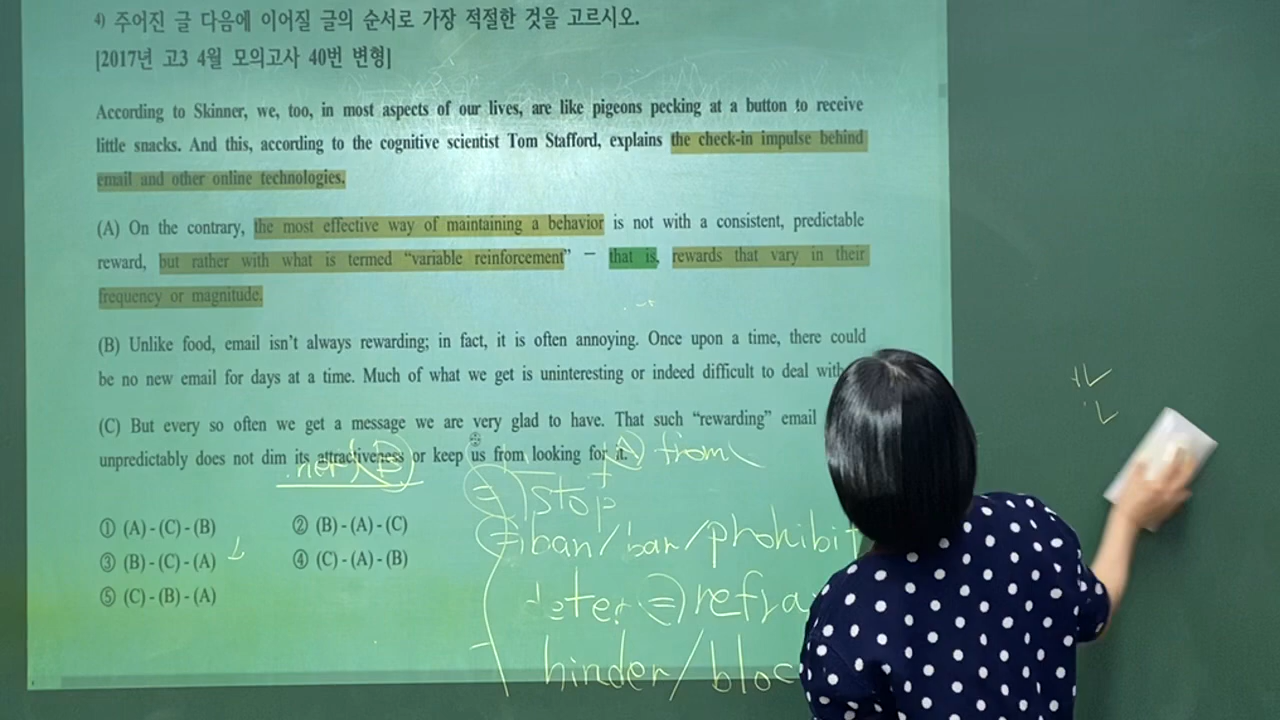 4) 주어진 글 다음에 이어질 글의 순서로 가장 적절한 것을 고르시오.
[2017년 고3 4월 모의고사 40번 변형]
According to Skinner, we, too, in most aspects of our lives, are like pigeons pecking at a button to receive
little snacks. And this, according to the cognitive scientist Tom Stafford, explains the check-in impulse behind
email and other online technologies.
(A) On the contrary, the most effective way of maintaining a behavior is not with a consistent, predictable
reward, but rather with what is termed “variable reinforcement” − that is, rewards that vary in their
frequency or magnitude.
(B) Unlike food, email isn’t always rewarding; in fact, it is often annoying. Once upon a time, there could
be no new email for days at a time. Much of what we get is uninteresting or indeed difficult to deal with
(C) But every so often we get a message we are very glad to have. That such “rewarding” email
unpredictably does not dim its attractiveness or keep us from looking for it.
A from
stop
ban/bar/prohibit
deter refra
hinder/bloc
① (A)-(C)-(B) ② (B)-(A)-(C)
③ (B)-(C)-(A) ④ (C)-(A)-(B)
⑤ (C)-(B)-(A)